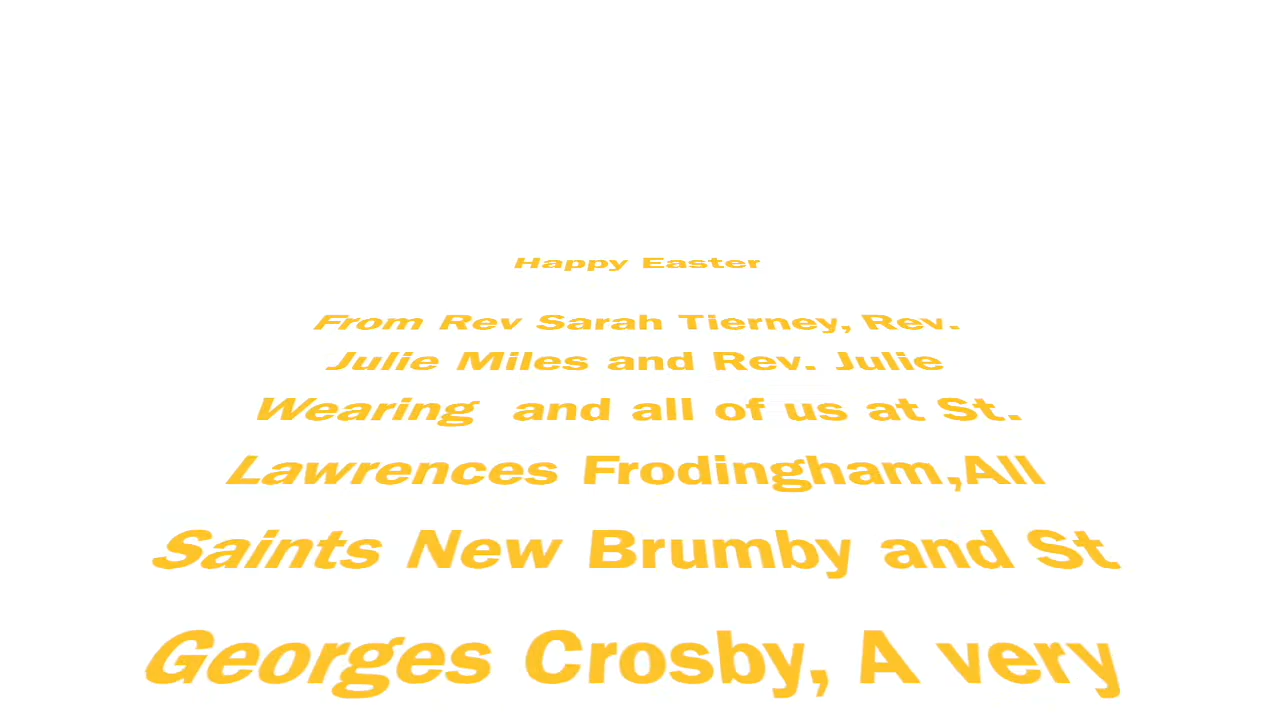 Happy Easter
From Rev Sarah Tierney, Rev.
Julie Miles and Rev. Julie
Wearing  and all of us at St.
Lawrences Frodingham,All
Saints New Brumby and St
Georges Crosby, A very